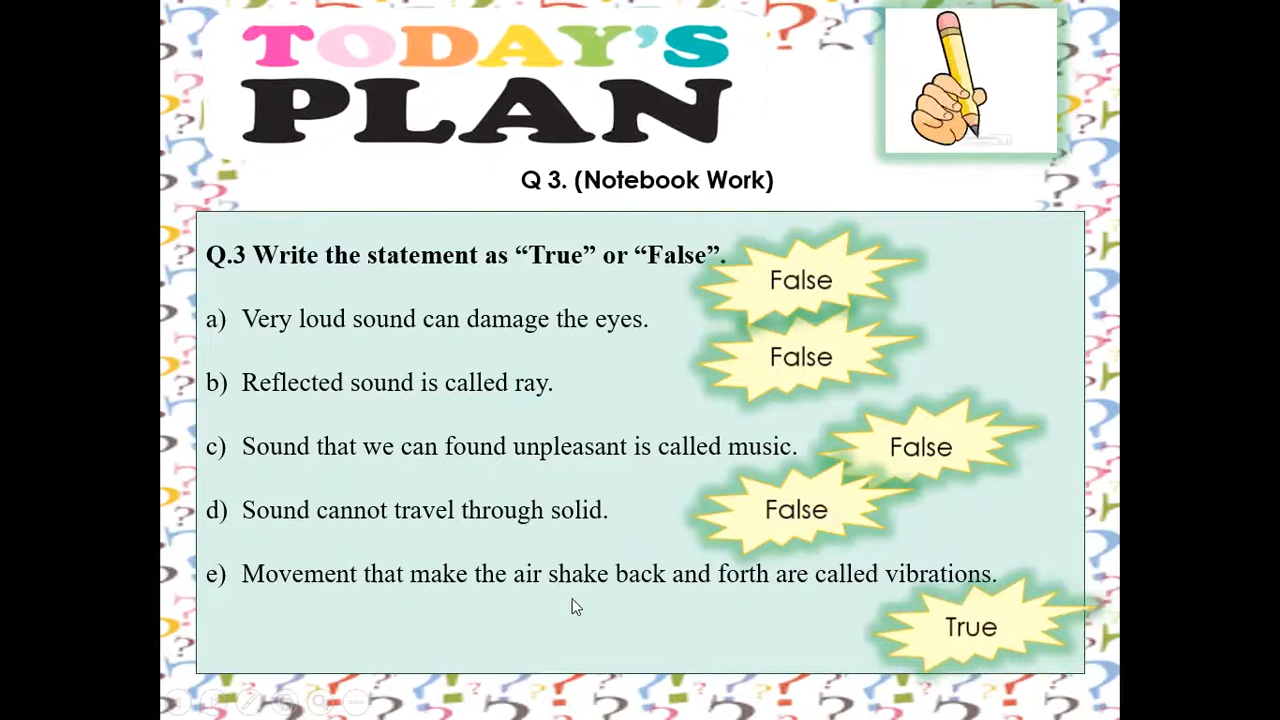 TODAY'S
PLAN
Q 3. (Notebook Work)
Q.3 Write the statement as “True” or “False”.
False
a) Very loud sound can damage the eyes.
False
b) Reflected sound is called ray.
c) Sound that we can found unpleasant is called music.
False
d) Sound cannot travel through solid.
False
e) Movement that make the air shake back and forth are called vibrations.
True